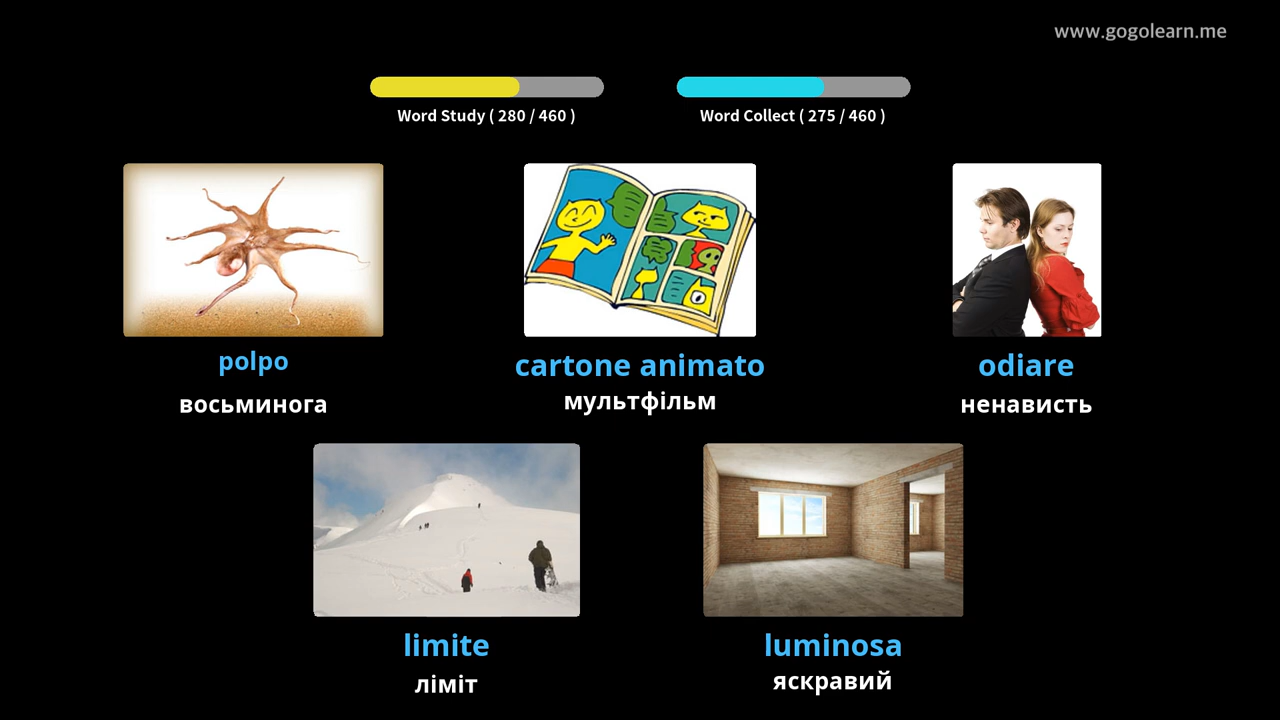 www.gogolearn.me
Word Study ( 280 / 460 )
Word Collect ( 275 / 460 )
polpo
восьминога
cartone animato
мультфільм
odiare
ненависть
limite
ліміт
luminosa
яскравий